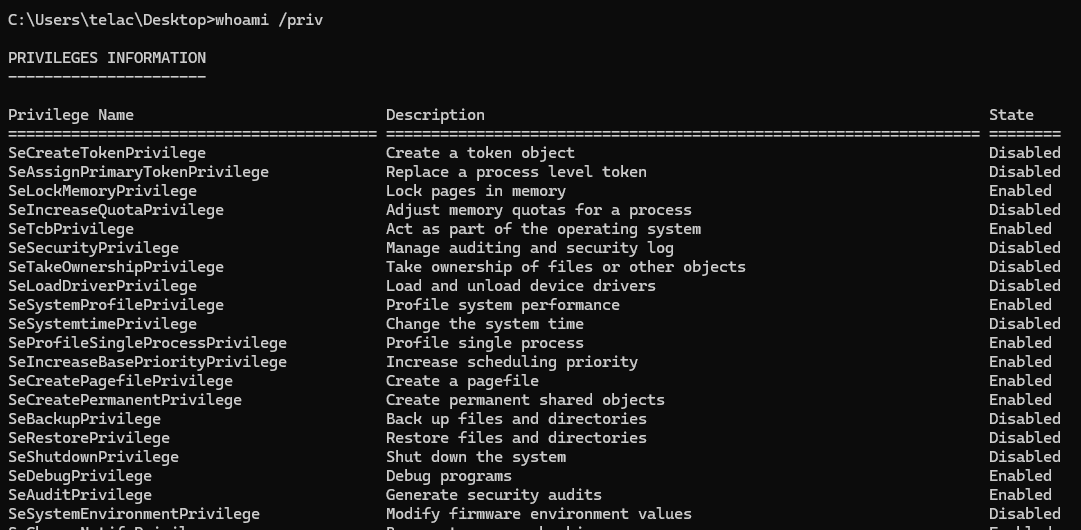 C:\Users\telac\Desktop>whoami /priv
PRIVILEGES INFORMATION
----------------------
Privilege Name Description State
========================================= ================================================================== ========
SeCreateTokenPrivilege Create a token object Disabled
SeAssignPrimaryTokenPrivilege Replace a process level token Disabled
SeLockMemoryPrivilege Lock pages in memory Enabled
SeIncreaseQuotaPrivilege Adjust memory quotas for a process Disabled
SeTcbPrivilege Act as part of the operating system Enabled
SeSecurityPrivilege Manage auditing and security log Disabled
SeTakeOwnershipPrivilege Take ownership of files or other objects Disabled
SeLoadDriverPrivilege Load and unload device drivers Disabled
SeSystemProfilePrivilege Profile system performance Enabled
SeSystemtimePrivilege Change the system time Disabled
SeProfileSingleProcessPrivilege Profile single process Enabled
SeIncreaseBasePriorityPrivilege Increase scheduling priority Enabled
SeCreatePagefilePrivilege Create a pagefile Enabled
SeCreatePermanentPrivilege Create permanent shared objects Enabled
SeBackupPrivilege Back up files and directories Disabled
SeRestorePrivilege Restore files and directories Disabled
SeShutdownPrivilege Shut down the system Disabled
SeDebugPrivilege Debug programs Enabled
SeAuditPrivilege Generate security audits Enabled
SeSystemEnvironmentPrivilege Modify firmware environment values Disabled